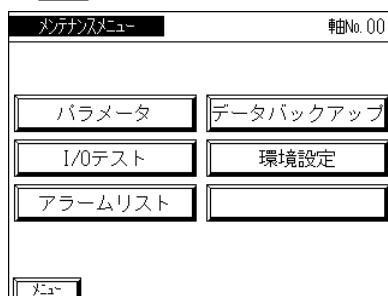 ﾒﾝﾃﾅﾝｽﾒﾆｭｰ 軸No. 00
パラメータ データバックアップ
I/Oテスト 環境設定
アラームリスト
ﾒﾆｭｰ